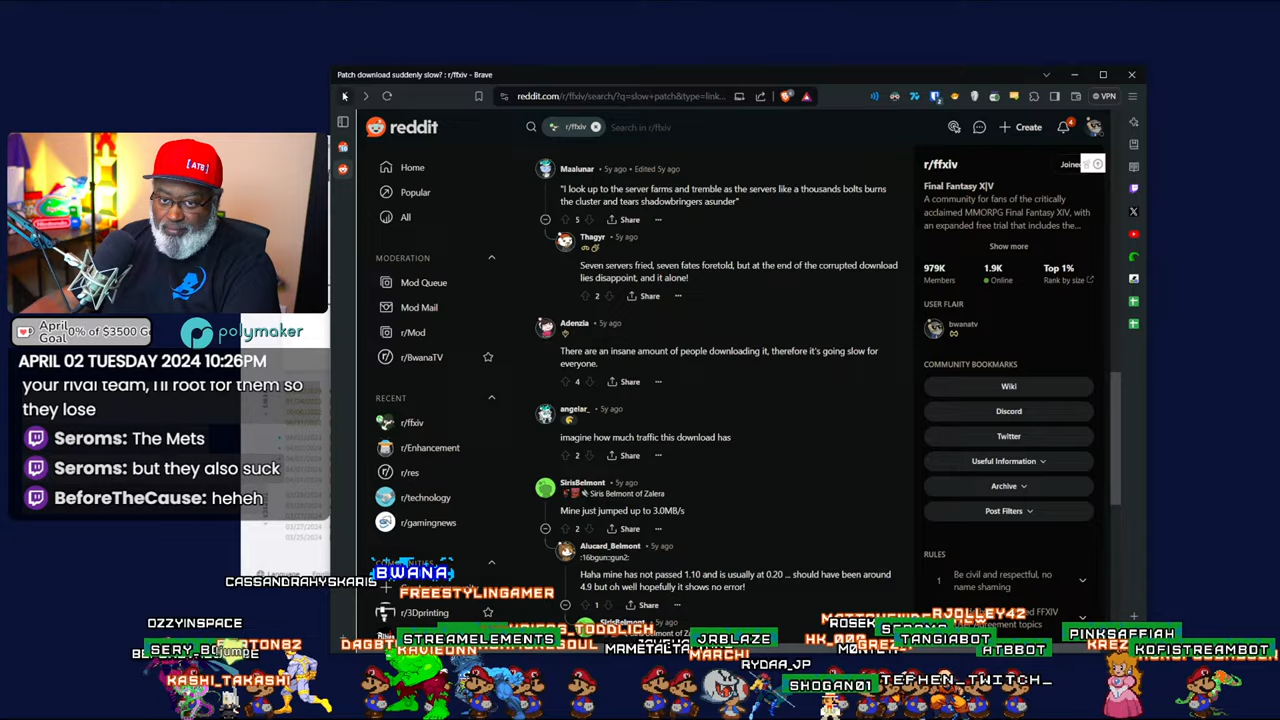 Patch download suddenly slow? : r/ffxiv - Brave
reddit.com/r/ffxiv/search/?q=slow+patch&type=link...
VPN
reddit
r/ffxiv
Search in r/ffxiv
Create
4
Home
Popular
All
MODERATION
Mod Queue
Mod Mail
r/Mod
r/BwanaTV
RECENT
r/ffxiv
r/Enhancement
r/res
r/technology
r/gamingnews
r/3Dprinting
Maalunar • 5y ago • Edited 5y ago
"I look up to the server farms and tremble as the servers like a thousands bolts burns
the cluster and tears shadowbringers asunder"
5 Share
Thagyr • 5y ago
Seven servers fried, seven fates foretold, but at the end of the corrupted download
lies disappoint, and it alone!
2 Share
Adenzia • 5y ago
There are an insane amount of people downloading it, therefore it's going slow for
everyone.
4 Share
angelar_ • 5y ago
imagine how much traffic this download has
2 Share
SirisBelmont • 5y ago
Siris Belmont of Zalera
Mine just jumped up to 3.0MB/s
2 Share
Alucard_Belmont • 5y ago
:16bgun::gun2:
Haha mine has not passed 1.10 and is usually at 0.20 ... should have been around
4.9 but oh well hopefully it shows no error!
1 Share
r/ffxiv
Joined
Final Fantasy X|V
A community for fans of the critically
acclaimed MMORPG Final Fantasy XIV, with
an expanded free trial that includes the...
Show more
979K
Members
1.9K
Online
Top 1%
Rank by size
USER FLAIR
bwanatv
COMMUNITY BOOKMARKS
Wiki
Discord
Twitter
Useful Information
Archive
Post Filters
RULES
1 Be civil and respectful, no
name shaming
[ATB]
April
Goal
0% of $3500 G
polymaker
APRIL 02 TUESDAY 2024 10:26PM
your rival team, I'll root for them so
they lose
Seroms: The Mets
Seroms: but they also suck
BeforeTheCause: heheh
BWANA
CASSANDRAHYSKARIS
FREESTYLINGAMER
OZZYINSPACE
STREAMELEMENTS
KAVIEONN
JRBLAZE
MARCHI
RYDAA_JP
SHOGAN01
TEPHEN_TWITCH_
RJOLLEY42
TANGIABOT
ATBBOT
PINKSAFFIAH
KOFISTREAMBOT
KASHI_TAKASHI
jump